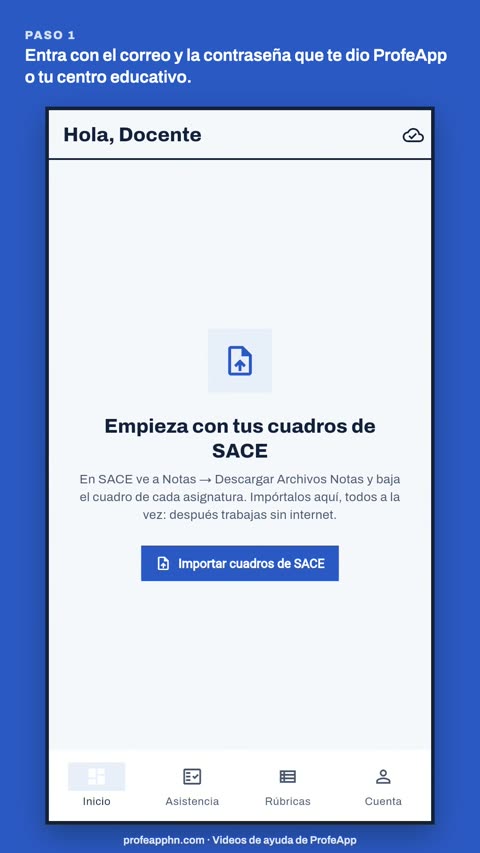 PASO 1
Entra con el correo y la contraseña que te dio ProfeApp
o tu centro educativo.
Hola, Docente
Empieza con tus cuadros de
SACE
En SACE ve a Notas → Descargar Archivos Notas y baja
el cuadro de cada asignatura. Impórtalos aquí, todos a la
vez: después trabajas sin internet.
Importar cuadros de SACE
Inicio
Asistencia
Rúbricas
Cuenta
profeapphn.com · Videos de ayuda de ProfeApp